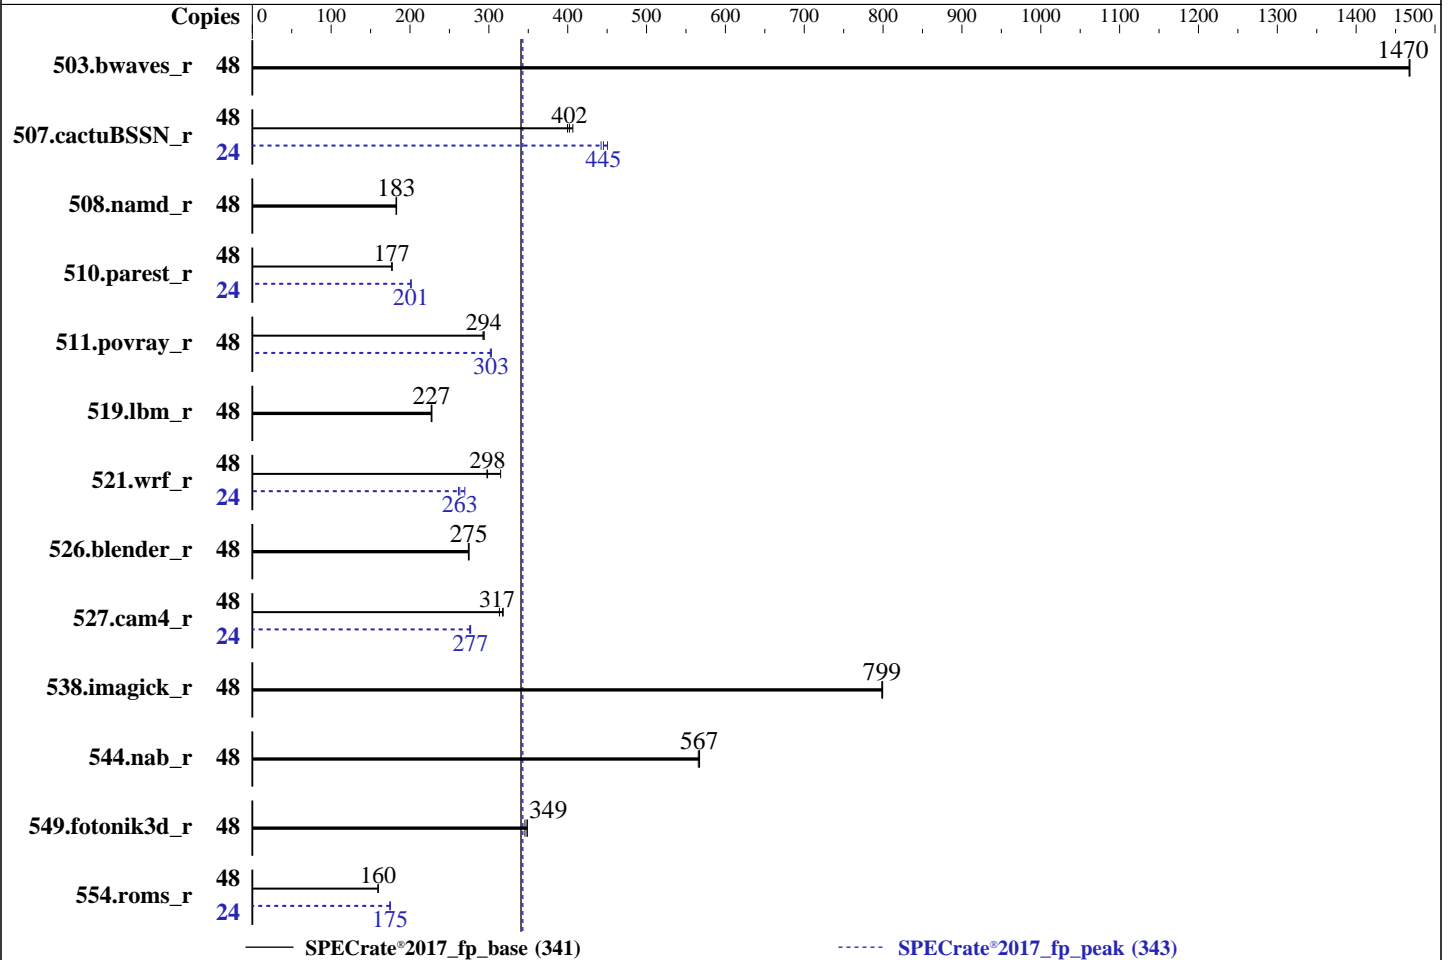 Copies 0 100 200 300 400 500 600 700 800 900 1000 1100 1200 1300 1400 1500
503.bwaves_r 48 1470
507.cactuBSSN_r 48 402
24 445
508.namd_r 48 183
510.parest_r 48 177
24 201
511.povray_r 48 294
303
519.lbm_r 48 227
521.wrf_r 48 298
24 263
526.blender_r 48 275
527.cam4_r 48 317
24 277
538.imagick_r 48 799
544.nab_r 48 567
549.fotonik3d_r 48 349
554.roms_r 48 160
24 175
SPECrate®2017_fp_base (341) SPECrate®2017_fp_peak (343)